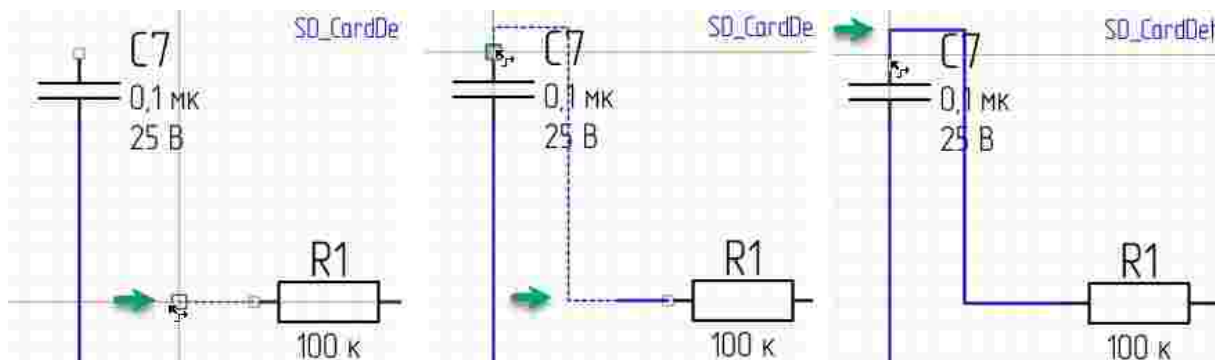 SD_CardDe
C7
0,1 мк
25 В
R1
100 к
SD_CardDe
C7
0,1 мк
25 В
R1
100 к
SD_CardDet
C7
0,1 мк
25 В
R1
100 к